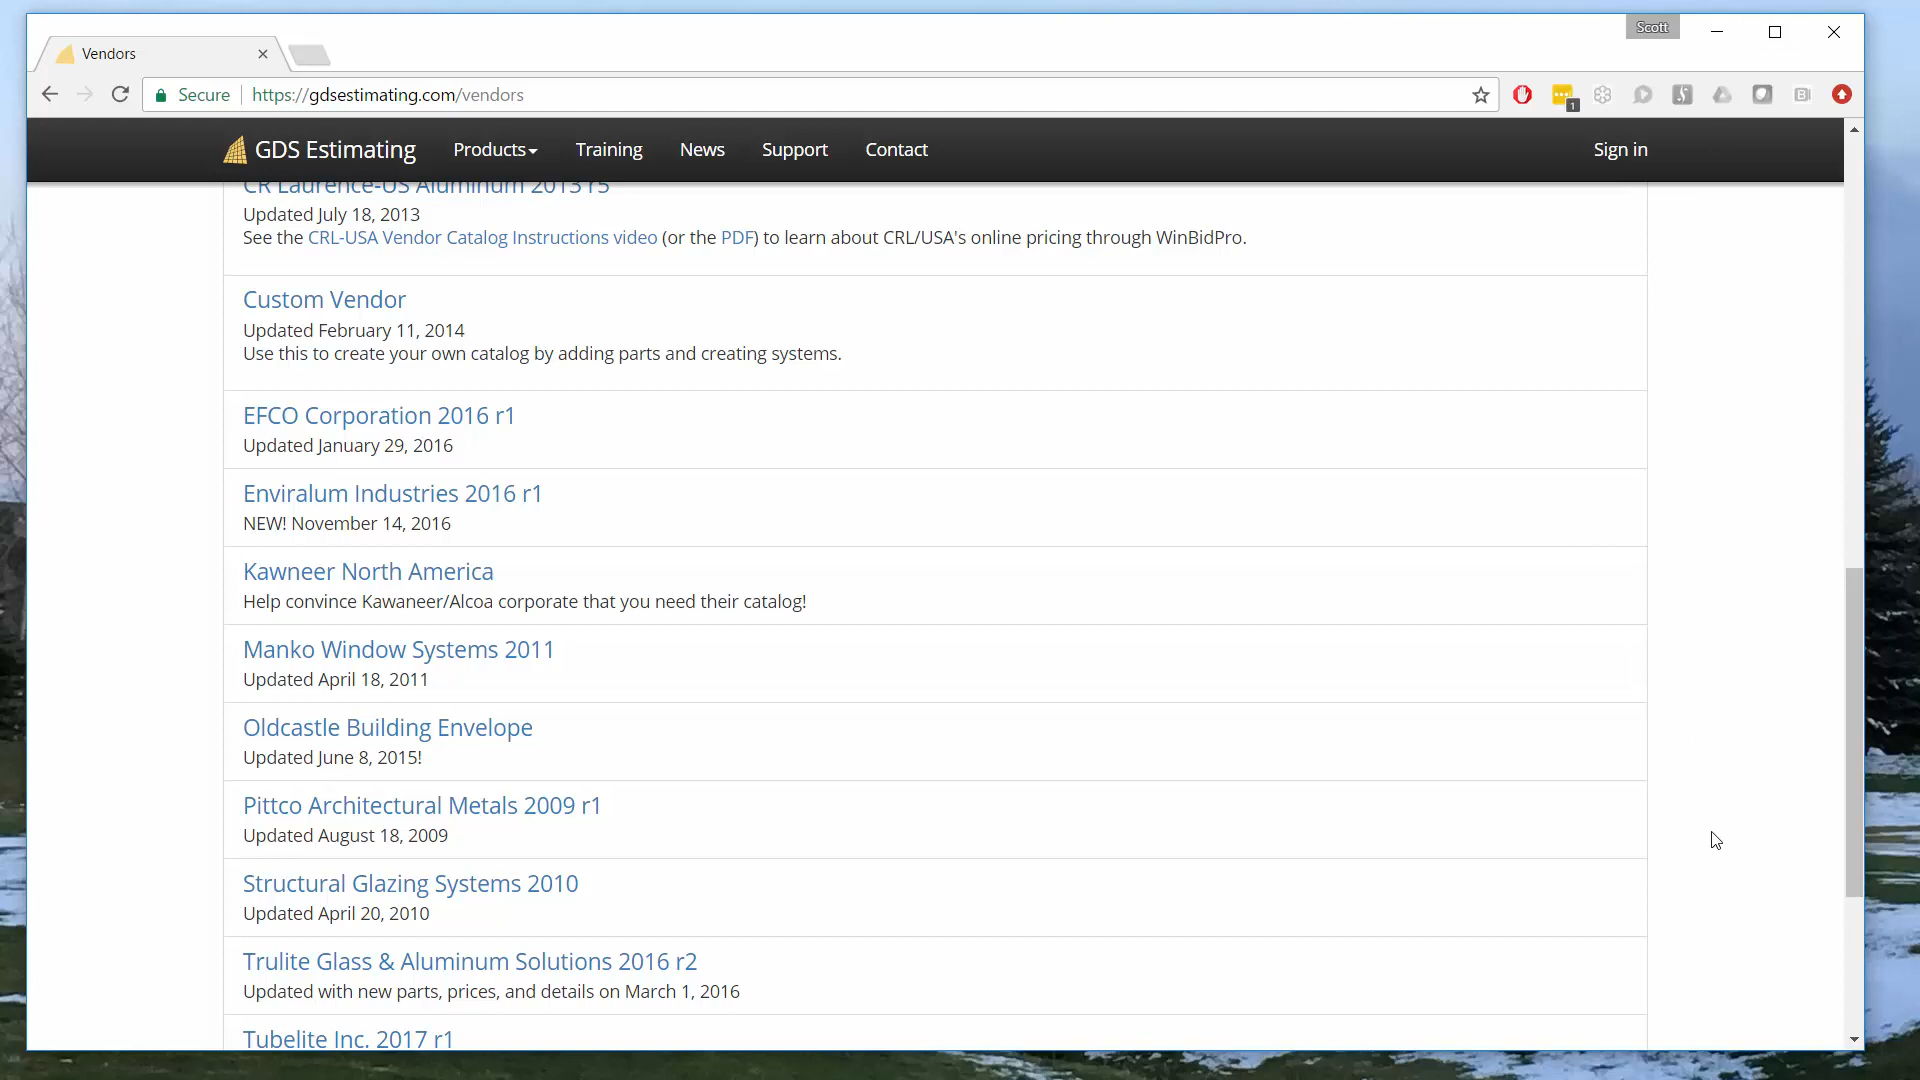 Scott
Vendors
Secure https://gdsestimating.com/vendors
1
GDS Estimating Products Training News Support Contact Sign in
CR Laurence-US Aluminum 2013 r5
Updated July 18, 2013
See the CRL-USA Vendor Catalog Instructions video (or the PDF) to learn about CRL/USA's online pricing through WinBidPro.
Custom Vendor
Updated February 11, 2014
Use this to create your own catalog by adding parts and creating systems.
EFCO Corporation 2016 r1
Updated January 29, 2016
Enviralum Industries 2016 r1
NEW! November 14, 2016
Kawneer North America
Help convince Kawaneer/Alcoa corporate that you need their catalog!
Manko Window Systems 2011
Updated April 18, 2011
Oldcastle Building Envelope
Updated June 8, 2015!
Pittco Architectural Metals 2009 r1
Updated August 18, 2009
Structural Glazing Systems 2010
Updated April 20, 2010
Trulite Glass & Aluminum Solutions 2016 r2
Updated with new parts, prices, and details on March 1, 2016
Tubelite Inc. 2017 r1